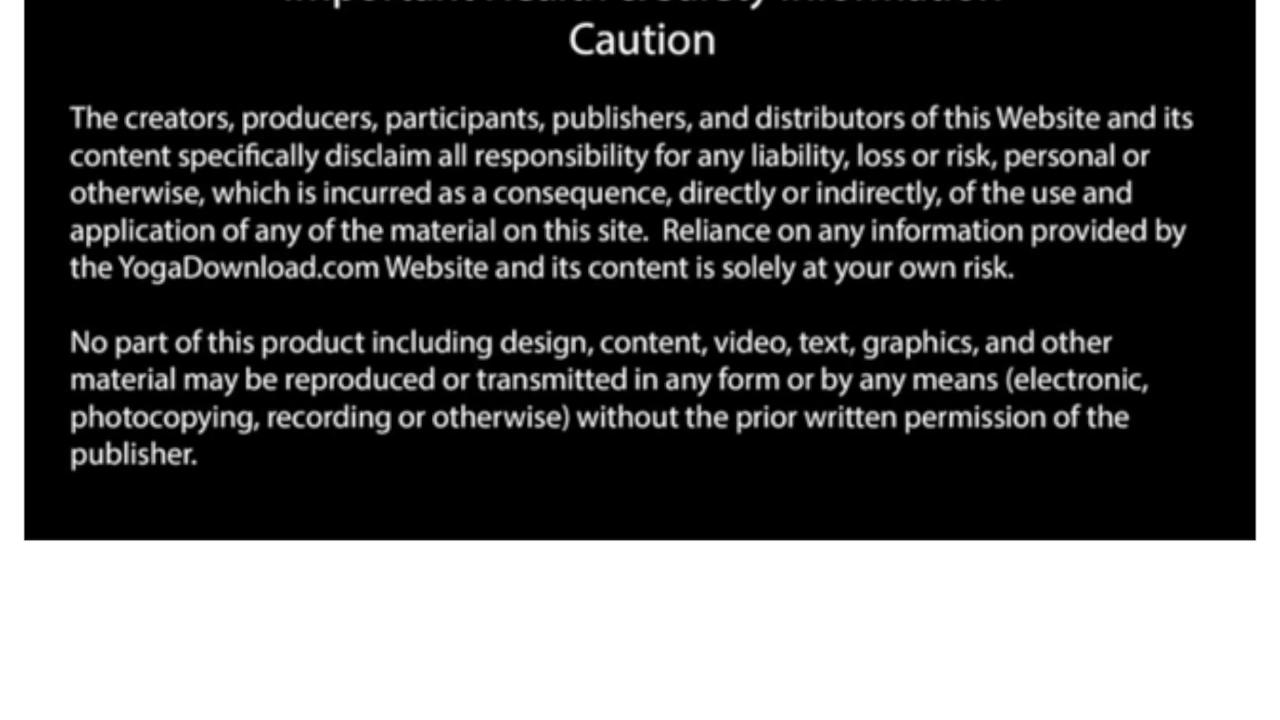 Important Health & Safety Information
Caution
The creators, producers, participants, publishers, and distributors of this Website and its
content specifically disclaim all responsibility for any liability, loss or risk, personal or
otherwise, which is incurred as a consequence, directly or indirectly, of the use and
application of any of the material on this site.  Reliance on any information provided by
the YogaDownload.com Website and its content is solely at your own risk.
No part of this product including design, content, video, text, graphics, and other
material may be reproduced or transmitted in any form or by any means (electronic,
photocopying, recording or otherwise) without the prior written permission of the
publisher.